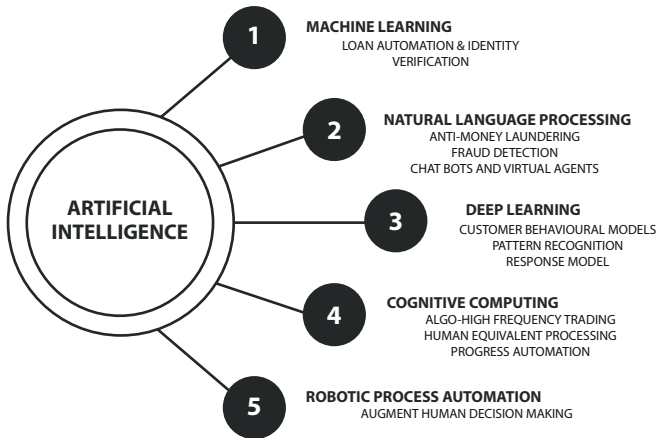 1
MACHINE LEARNING
LOAN AUTOMATION & IDENTITY
VERIFICATION
2
NATURAL LANGUAGE PROCESSING
ANTI-MONEY LAUNDERING
FRAUD DETECTION
CHAT BOTS AND VIRTUAL AGENTS
ARTIFICIAL
INTELLIGENCE
3
DEEP LEARNING
CUSTOMER BEHAVIOURAL MODELS
PATTERN RECOGNITION
RESPONSE MODEL
4
COGNITIVE COMPUTING
ALGO-HIGH FREQUENCY TRADING
HUMAN EQUIVALENT PROCESSING
PROGRESS AUTOMATION
5
ROBOTIC PROCESS AUTOMATION
AUGMENT HUMAN DECISION MAKING